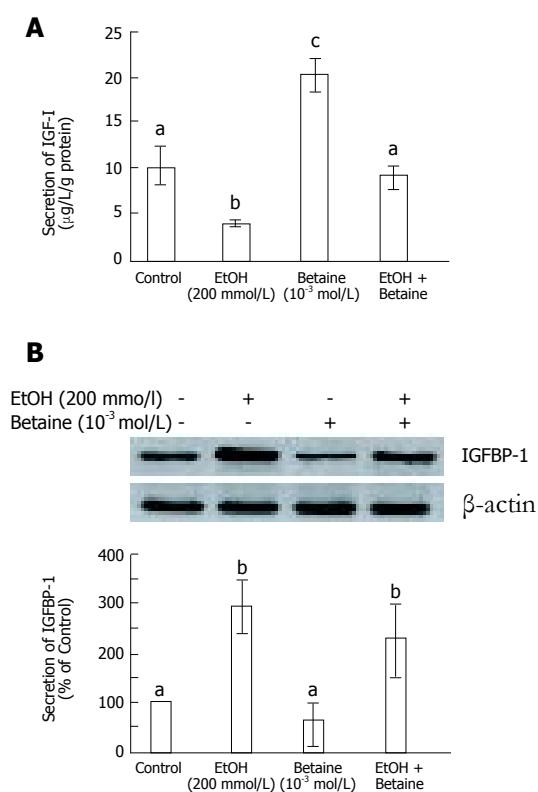 A
Secretion of IGF-I
(µg/L/g protein)
25
20
15
10
5
0
a
b
c
a
Control
EtOH
(200 mmol/L)
Betaine
(10⁻³ mol/L)
EtOH +
Betaine
B
EtOH (200 mmo/l) - + - +
Betaine (10⁻³ mol/L) - - + +
IGFBP-1
β-actin
Secretion of IGFBP-1
(% of Control)
400
300
200
100
0
a
b
a
b
Control
EtOH
(200 mmol/L)
Betaine
(10⁻³ mol/L)
EtOH +
Betaine